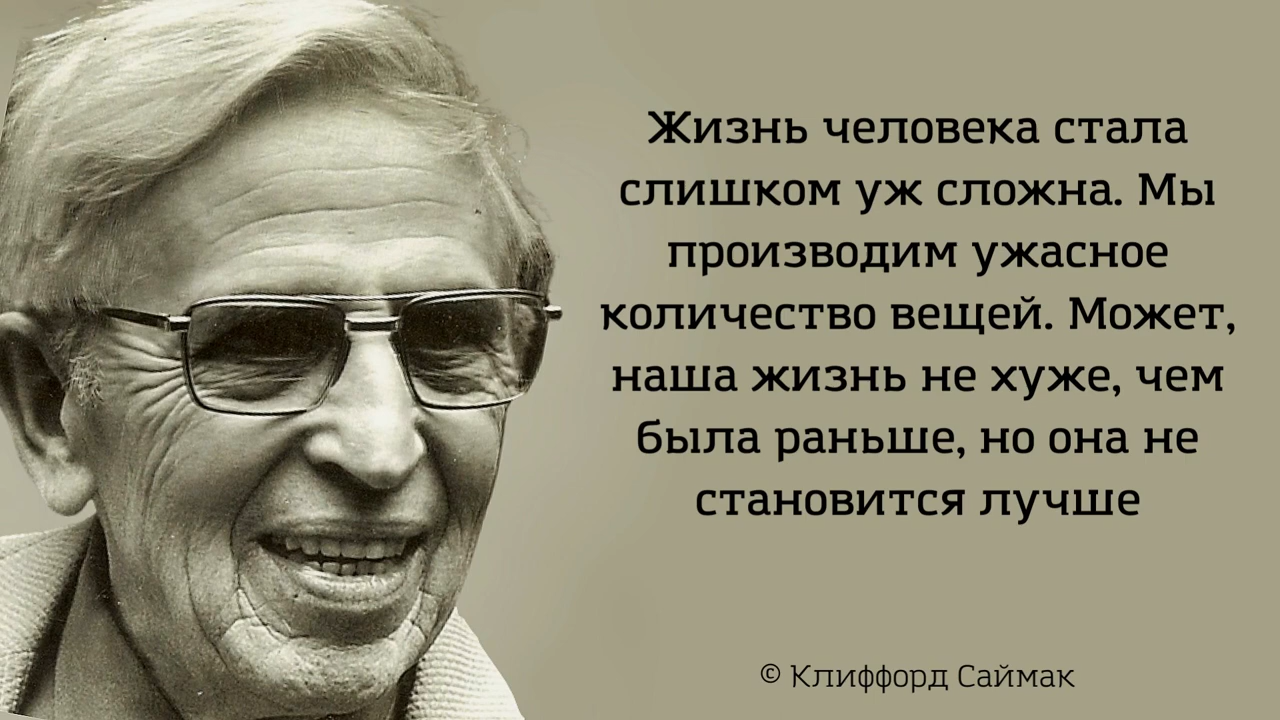 Жизнь человека стала
слишком уж сложна. Мы
производим ужасное
количество вещей. Может,
наша жизнь не хуже, чем
была раньше, но она не
становится лучше
© Клиффорд Саймак